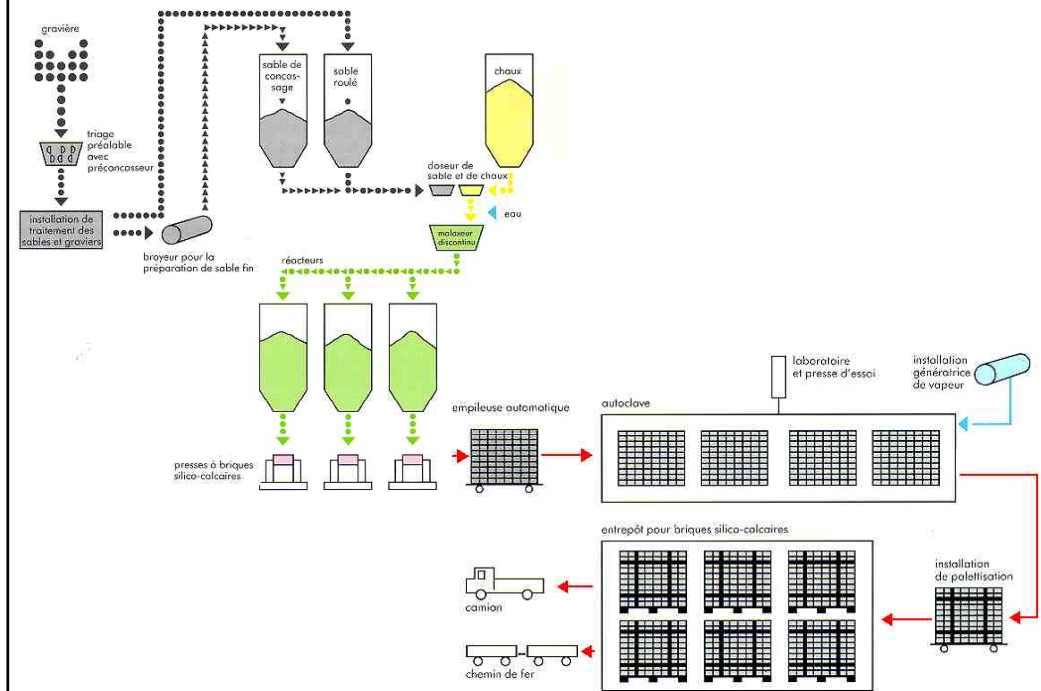 gravière
triage
préalable
avec
préconcasseur
installation de
traitement des
sables et graviers
broyeur pour la
préparation de sable fin
sable de
concas-
sage
sable
roulé
chaux
doseur de
sable et de chaux
eau
malaxeur
discontinu
réacteurs
presses à briques
silico-calcaires
empileuse automatique
autoclave
laboratoire
et presse d'essai
installation
génératrice
de vapeur
entrepôt pour briques silico-calcaires
installation
de palettisation
camion
chemin de fer